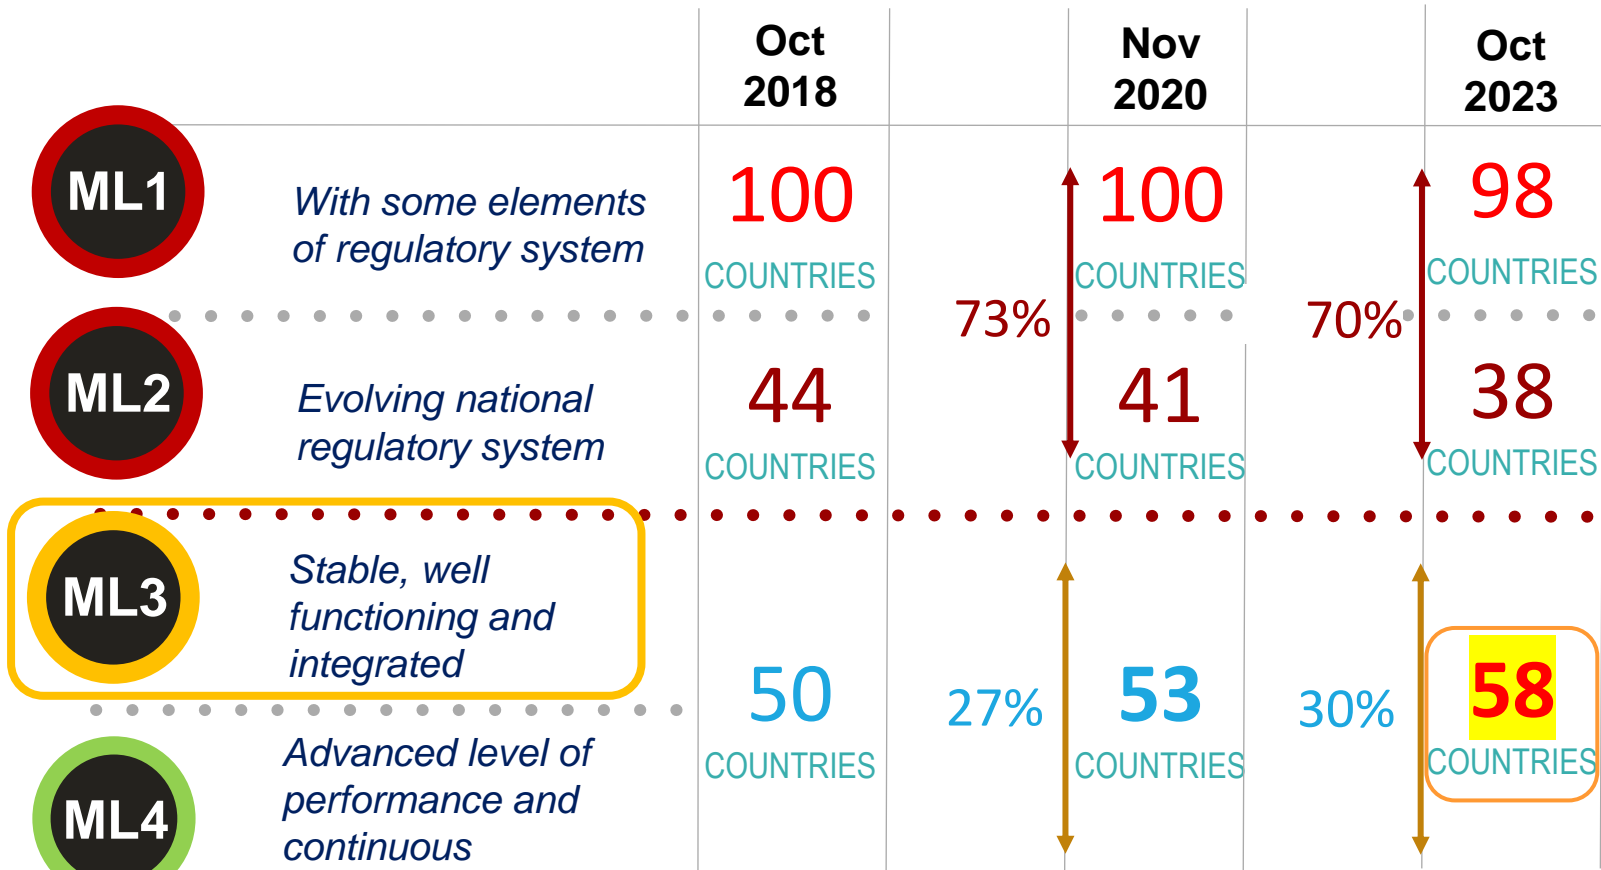 Oct
2018
Nov
2020
Oct
2023
ML1
With some elements
of regulatory system
100
COUNTRIES
100
COUNTRIES
98
COUNTRIES
73%
70%
ML2
Evolving national
regulatory system
44
COUNTRIES
41
COUNTRIES
38
COUNTRIES
ML3
Stable, well
functioning and
integrated
50
COUNTRIES
27%
53
COUNTRIES
30%
58
COUNTRIES
ML4
Advanced level of
performance and
continuous